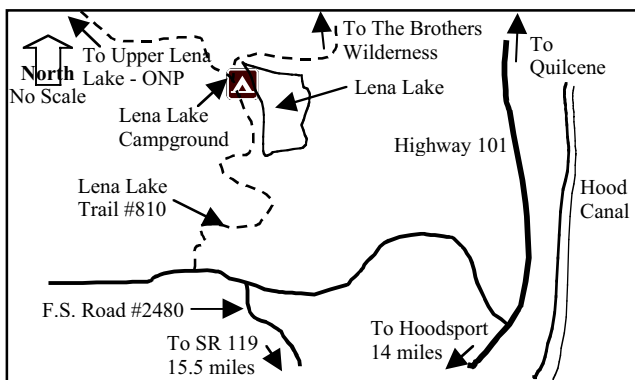 North
No Scale
To Upper Lena
Lake - ONP
To The Brothers
Wilderness
To
Quilcene
Lena Lake
Lena Lake
Campground
Highway 101
Hood
Canal
Lena Lake
Trail #810
F.S. Road #2480
To SR 119
15.5 miles
To Hoodsport
14 miles